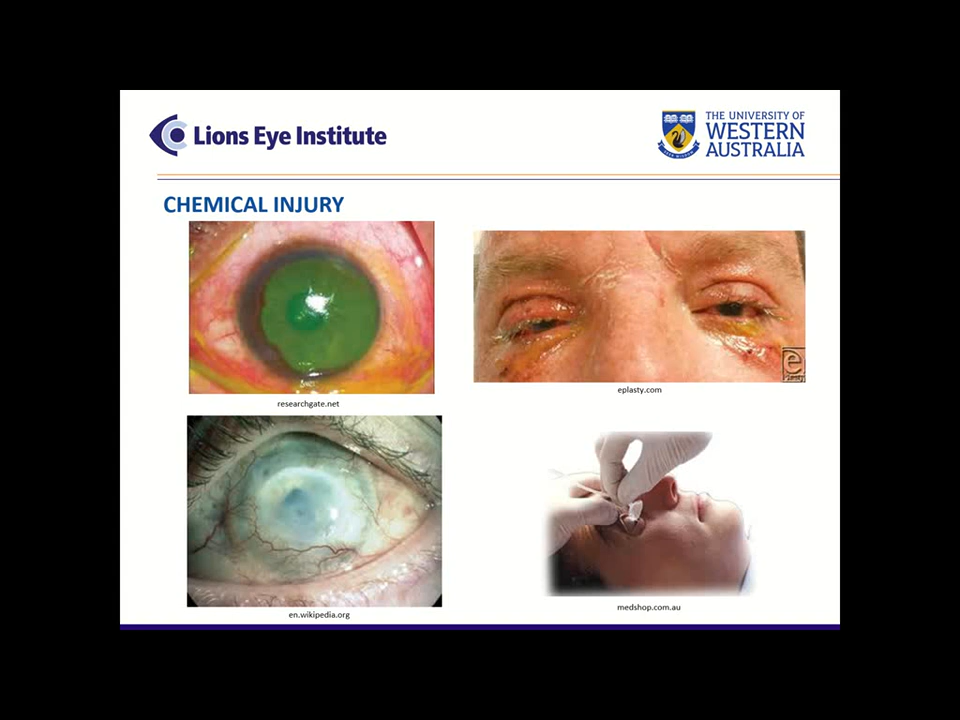 Lions Eye Institute
THE UNIVERSITY OF
WESTERN
AUSTRALIA
CHEMICAL INJURY
researchgate.net
eplasty.com
en.wikipedia.org
medshop.com.au